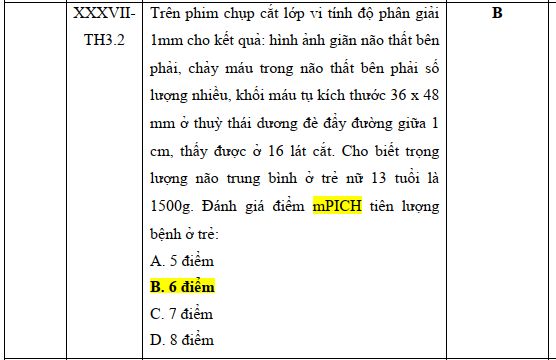 XXXVII-
TH3.2
Trên phim chụp cắt lớp vi tính độ phân giải
1mm cho kết quả: hình ảnh giãn não thất bên
phải, chảy máu trong não thất bên phải số
lượng nhiều, khối máu tụ kích thước 36 x 48
mm ở thuỳ thái dương đè đẩy đường giữa 1
cm, thấy được ở 16 lát cắt. Cho biết trọng
lượng não trung bình ở trẻ nữ 13 tuổi là
1500g. Đánh giá điểm mPICH tiên lượng
bệnh ở trẻ:
A. 5 điểm
B. 6 điểm
C. 7 điểm
D. 8 điểm
B